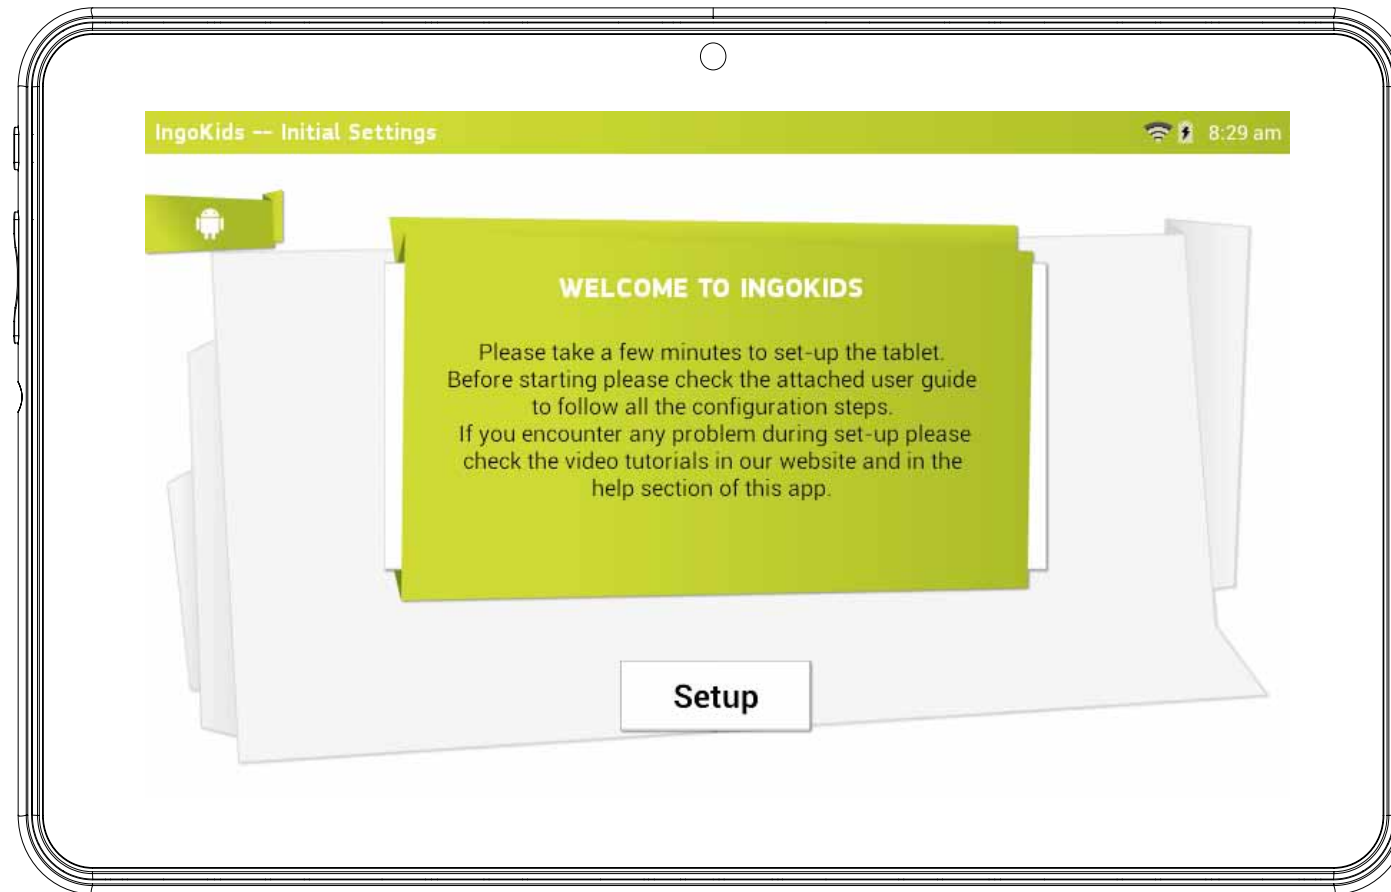 IngoKids -- Initial Settings
8:29 am
WELCOME TO INGOKIDS
Please take a few minutes to set-up the tablet.
Before starting please check the attached user guide
to follow all the configuration steps.
If you encounter any problem during set-up please
check the video tutorials in our website and in the
help section of this app.
Setup